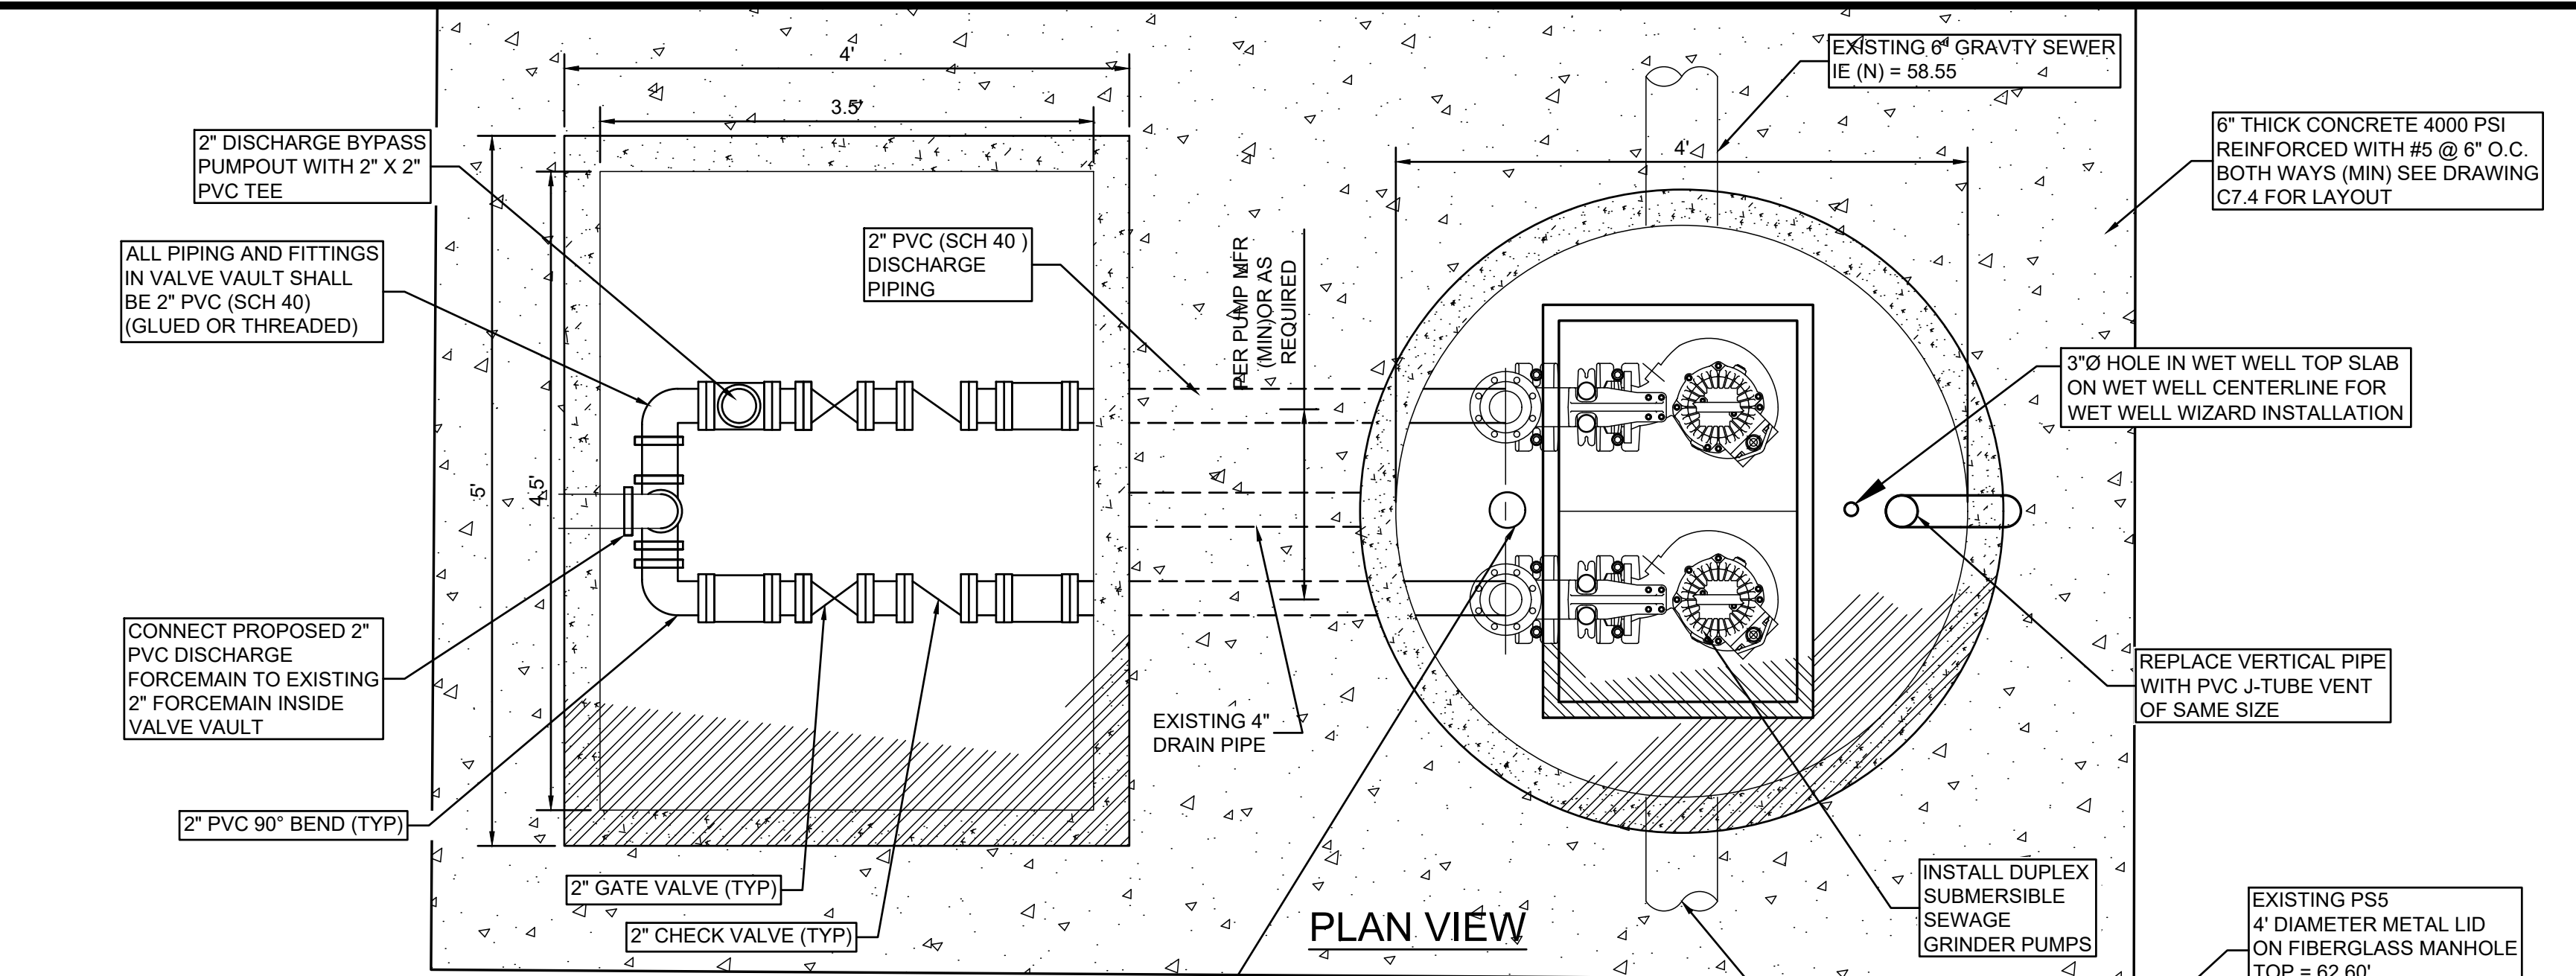 4'
3.5'
EXISTING 6" GRAVTY SEWER
IE (N) = 58.55
2" DISCHARGE BYPASS
PUMPOUT WITH 2" X 2"
PVC TEE
6" THICK CONCRETE 4000 PSI
REINFORCED WITH #5 @ 6" O.C.
BOTH WAYS (MIN) SEE DRAWING
C7.4 FOR LAYOUT
4'
ALL PIPING AND FITTINGS
IN VALVE VAULT SHALL
BE 2" PVC (SCH 40)
(GLUED OR THREADED)
2" PVC (SCH 40 )
DISCHARGE
PIPING
PER PUMP MFR
(MIN)OR AS
REQUIRED
3"Ø HOLE IN WET WELL TOP SLAB
ON WET WELL CENTERLINE FOR
WET WELL WIZARD INSTALLATION
5'
4.5'
CONNECT PROPOSED 2"
PVC DISCHARGE
FORCEMAIN TO EXISTING
2" FORCEMAIN INSIDE
VALVE VAULT
EXISTING 4"
DRAIN PIPE
REPLACE VERTICAL PIPE
WITH PVC J-TUBE VENT
OF SAME SIZE
2" PVC 90° BEND (TYP)
2" GATE VALVE (TYP)
2" CHECK VALVE (TYP)
PLAN VIEW
INSTALL DUPLEX
SUBMERSIBLE
SEWAGE
GRINDER PUMPS
EXISTING PS5
4' DIAMETER METAL LID
ON FIBERGLASS MANHOLE
TOP = 62.60'